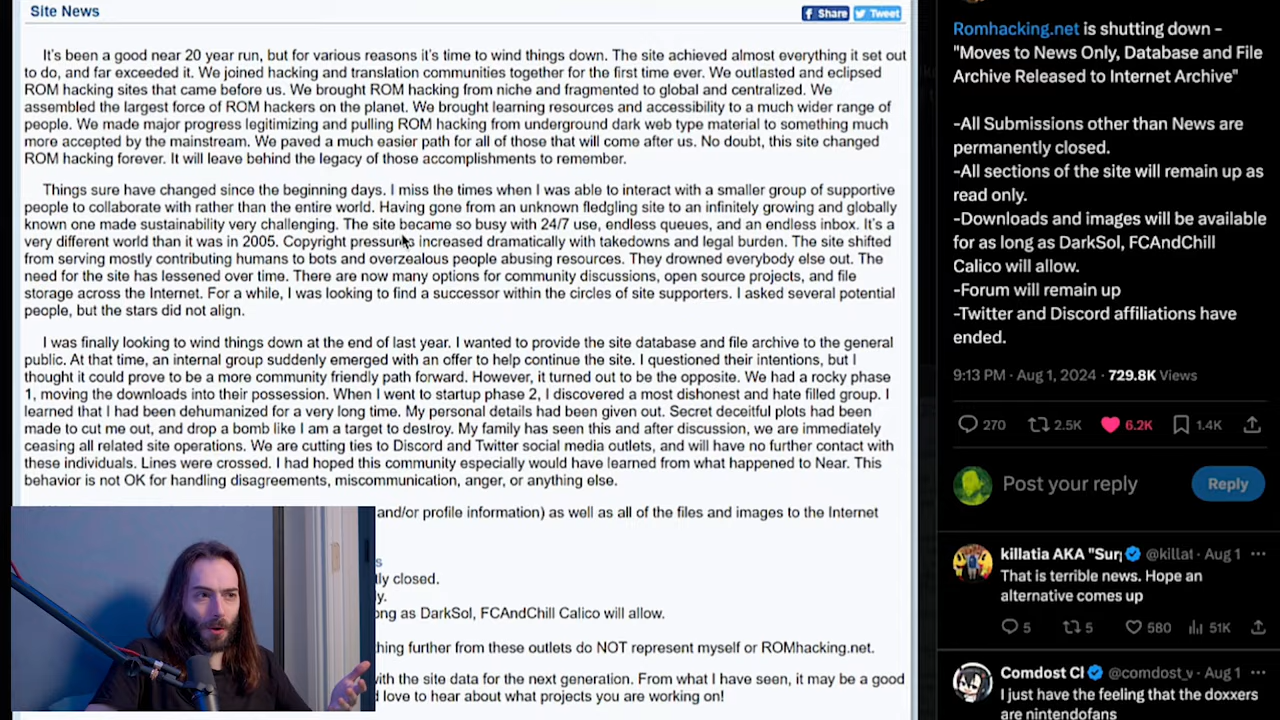 Site News
Share
Tweet
It's been a good near 20 year run, but for various reasons it's time to wind things down. The site achieved almost everything it set out
to do, and far exceeded it. We joined hacking and translation communities together for the first time ever. We outlasted and eclipsed
ROM hacking sites that came before us. We brought ROM hacking from niche and fragmented to global and centralized. We
assembled the largest force of ROM hackers on the planet. We brought learning resources and accessibility to a much wider range of
people. We made major progress legitimizing and pulling ROM hacking from underground dark web type material to something much
more accepted by the mainstream. We paved a much easier path for all of those that will come after us. No doubt, this site changed
ROM hacking forever. It will leave behind the legacy of those accomplishments to remember.
Things sure have changed since the beginning days. I miss the times when I was able to interact with a smaller group of supportive
people to collaborate with rather than the entire world. Having gone from an unknown fledgling site to an infinitely growing and globally
known one made sustainability very challenging. The site became so busy with 24/7 use, endless queues, and an endless inbox. It's a
very different world than it was in 2005. Copyright pressures increased dramatically with takedowns and legal burden. The site shifted
from serving mostly contributing humans to bots and overzealous people abusing resources. They drowned everybody else out. The
need for the site has lessened over time. There are now many options for community discussions, open source projects, and file
storage across the Internet. For a while, I was looking to find a successor within the circles of site supporters. I asked several potential
people, but the stars did not align.
I was finally looking to wind things down at the end of last year. I wanted to provide the site database and file archive to the general
public. At that time, an internal group suddenly emerged with an offer to help continue the site. I questioned their intentions, but I
thought it could prove to be a more community friendly path forward. However, it turned out to be the opposite. We had a rocky phase
1, moving the downloads into their possession. When I went to startup phase 2, I discovered a most dishonest and hate filled group. I
learned that I had been dehumanized for a very long time. My personal details had been given out. Secret deceitful plots had been
made to cut me out, and drop a bomb like I am a target to destroy. My family has seen this and after discussion, we are immediately
ceasing all related site operations. We are cutting ties to Discord and Twitter social media outlets, and will have no further contact with
these individuals. Lines were crossed. I had hoped this community especially would have learned from what happened to Near. This
behavior is not OK for handling disagreements, miscommunication, anger, or anything else.
and/or profile information) as well as all of the files and images to the Internet
closed.
as DarkSol, FCAndChill Calico will allow.
further from these outlets do NOT represent myself or ROMhacking.net.
with the site data for the next generation. From what I have seen, it may be a good
love to hear about what projects you are working on!
Romhacking.net is shutting down -
"Moves to News Only, Database and File
Archive Released to Internet Archive"
-All Submissions other than News are
permanently closed.
-All sections of the site will remain up as
read only.
-Downloads and images will be available
for as long as DarkSol, FCAndChill
Calico will allow.
-Forum will remain up
-Twitter and Discord affiliations have
ended.
9:13 PM · Aug 1, 2024 · 729.8K Views
270 2.5K 6.2K 1.4K
Post your reply
Reply
killatia AKA "Sur @killat · Aug 1
That is terrible news. Hope an
alternative comes up
5 5 580 51K
Comdost Cl @comdost_v · Aug 1
I just have the feeling that the doxxers
are nintendofans